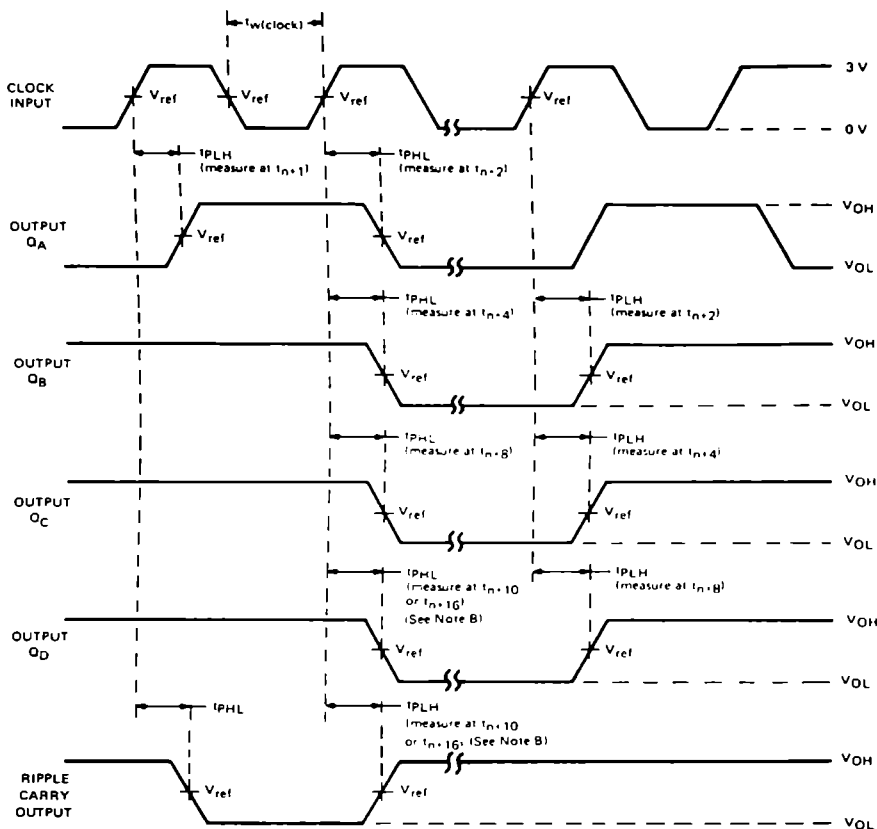 tw(clock)
3 V
CLOCK
INPUT
Vref
Vref
Vref
Vref
0 V
tPLH
(measure at tn+1)
tPHL
(measure at tn+2)
VOH
OUTPUT
QA
Vref
Vref
VOL
tPHL
(measure at tn+4)
tPLH
(measure at tn+2)
VOH
OUTPUT
QB
Vref
Vref
VOL
tPHL
(measure at tn+8)
tPLH
(measure at tn+4)
VOH
OUTPUT
QC
Vref
Vref
VOL
tPHL
(measure at tn+10
or tn+16)
(See Note B)
tPLH
(measure at tn+8)
VOH
OUTPUT
QD
Vref
Vref
VOL
tPHL
tPLH
(measure at tn+10
or tn+16) (See Note B)
VOH
RIPPLE
CARRY
OUTPUT
Vref
Vref
VOL